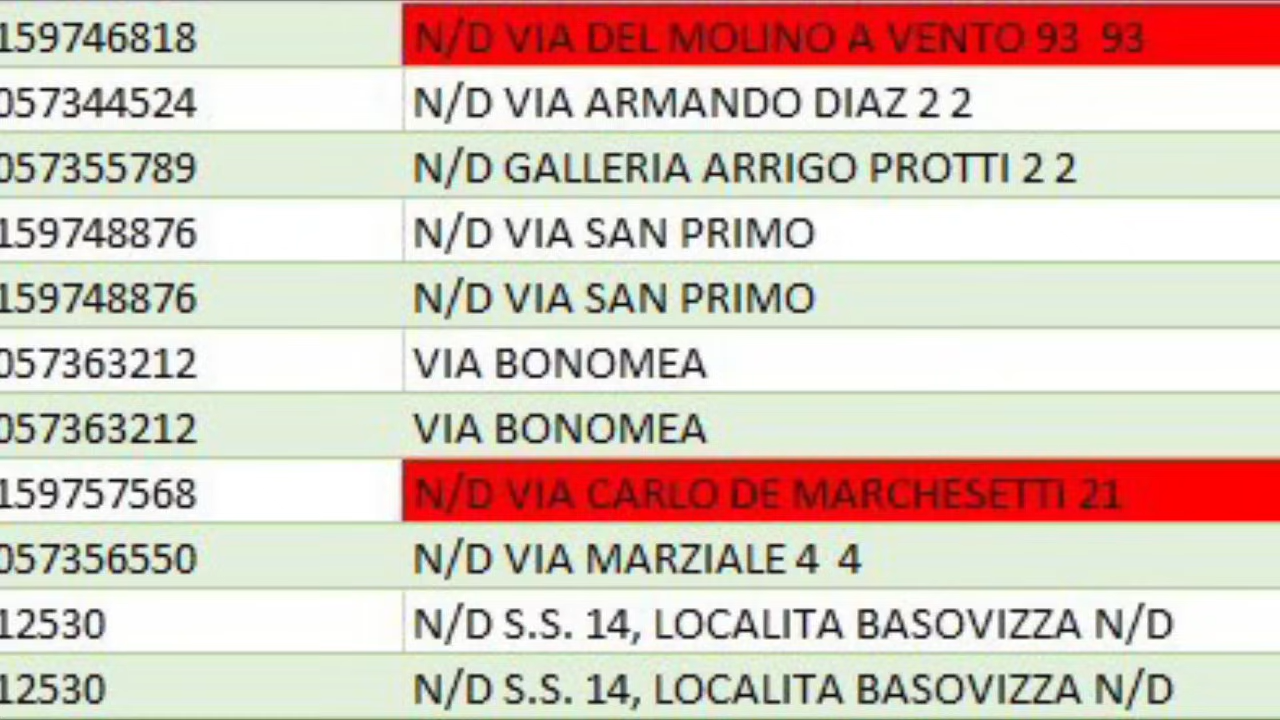 159746818 N/D VIA DEL MOLINO A VENTO 93 93
057344524 N/D VIA ARMANDO DIAZ 2 2
057355789 N/D GALLERIA ARRIGO PROTTI 2 2
159748876 N/D VIA SAN PRIMO
159748876 N/D VIA SAN PRIMO
057363212 VIA BONOMEA
057363212 VIA BONOMEA
159757568 N/D VIA CARLO DE MARCHESETTI 21
057356550 N/D VIA MARZIALE 4 4
12530 N/D S.S. 14, LOCALITA BASOVIZZA N/D
12530 N/D S.S. 14, LOCALITA BASOVIZZA N/D